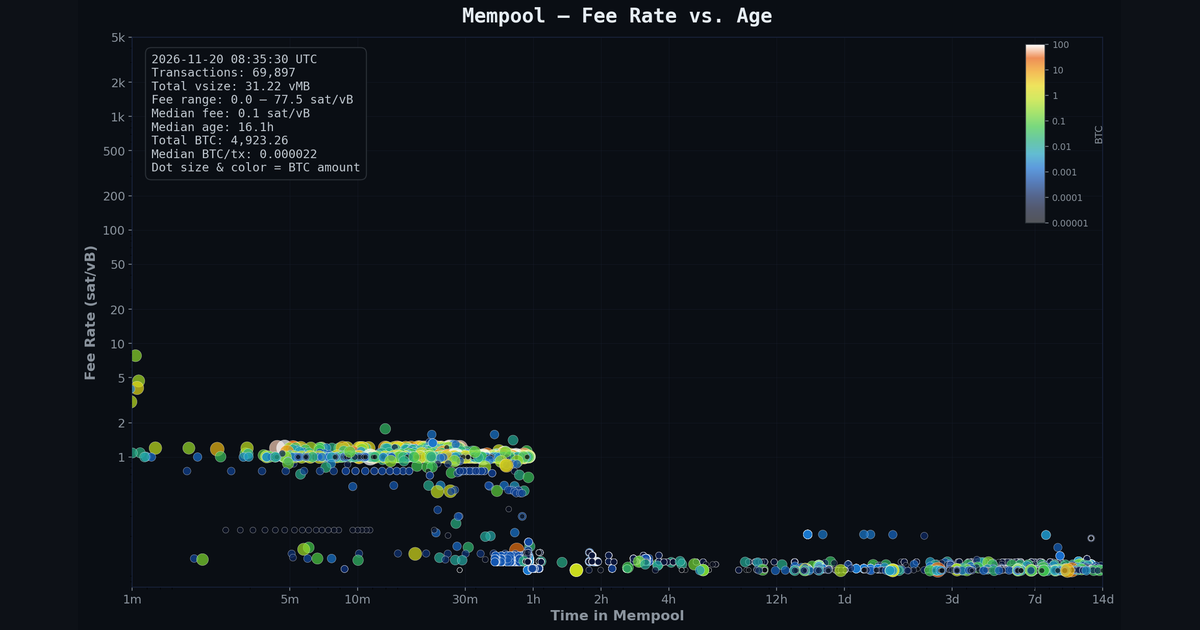 Mempool — Fee Rate vs. Age
2026-11-20 08:35:30 UTC
Transactions: 69,897
Total vsize: 31.22 vMB
Fee range: 0.0 – 77.5 sat/vB
Median fee: 0.1 sat/vB
Median age: 16.1h
Total BTC: 4,923.26
Median BTC/tx: 0.000022
Dot size & color = BTC amount
100
10
1
0.1
0.01
0.001
0.0001
0.00001
BTC
Fee Rate (sat/vB)
5k
2k
1k
500
200
100
50
20
10
5
2
1
1m 5m 10m 30m 1h 2h 4h 12h 1d 3d 7d 14d
Time in Mempool